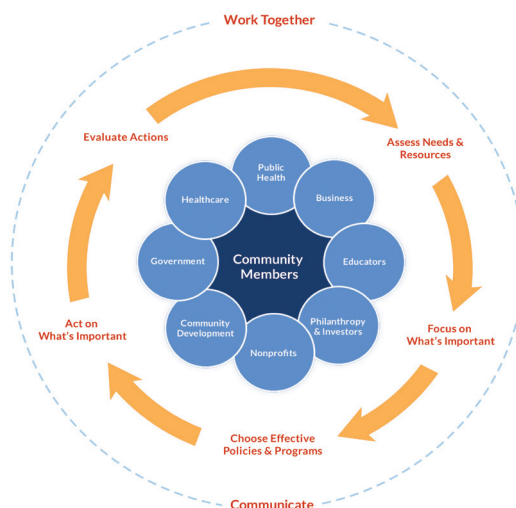 Work Together
Evaluate Actions
Assess Needs &
Resources
Public
Health
Healthcare
Business
Government
Community
Members
Educators
Community
Development
Philanthropy
& Investors
Nonprofits
Act on
What's Important
Focus on
What's Important
Choose Effective
Policies & Programs
Communicate